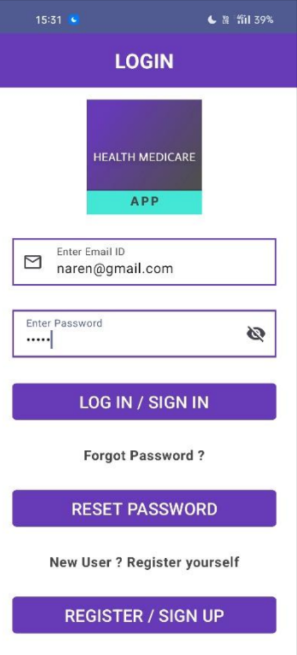 15:31 39%
LOGIN
HEALTH MEDICARE
APP
Enter Email ID
naren@gmail.com
Enter Password
•••••
LOG IN / SIGN IN
Forgot Password ?
RESET PASSWORD
New User ? Register yourself
REGISTER / SIGN UP